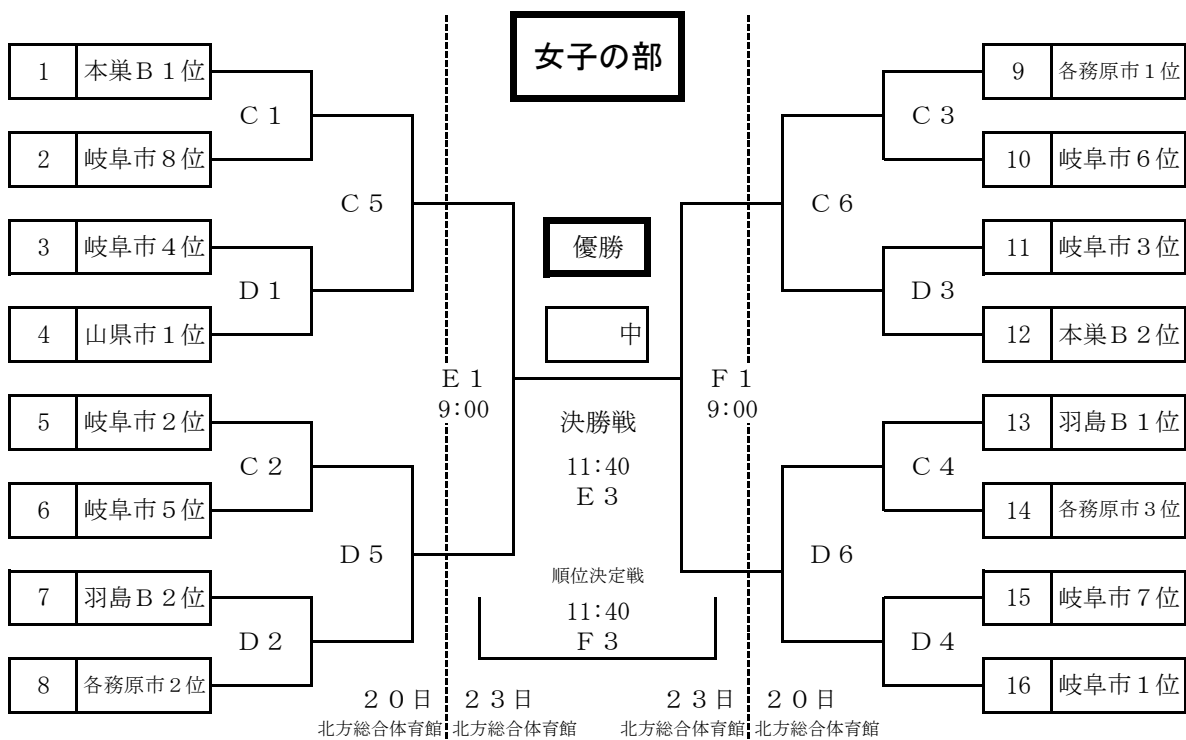 女子の部
1 本巣Ｂ１位
2 岐阜市８位
3 岐阜市４位
4 山県市１位
5 岐阜市２位
6 岐阜市５位
7 羽島Ｂ２位
8 各務原市２位
Ｃ１
Ｄ１
Ｃ２
Ｄ２
Ｃ５
Ｄ５
Ｅ１
9:00
優勝
中
決勝戦
11:40
Ｅ３
順位決定戦
11:40
Ｆ３
Ｆ１
9:00
Ｃ６
Ｄ６
Ｃ３
Ｄ３
Ｃ４
Ｄ４
9 各務原市１位
10 岐阜市６位
11 岐阜市３位
12 本巣Ｂ２位
13 羽島Ｂ１位
14 各務原市３位
15 岐阜市７位
16 岐阜市１位
２０日 ２３日 ２３日 ２０日
北方総合体育館 北方総合体育館 北方総合体育館 北方総合体育館